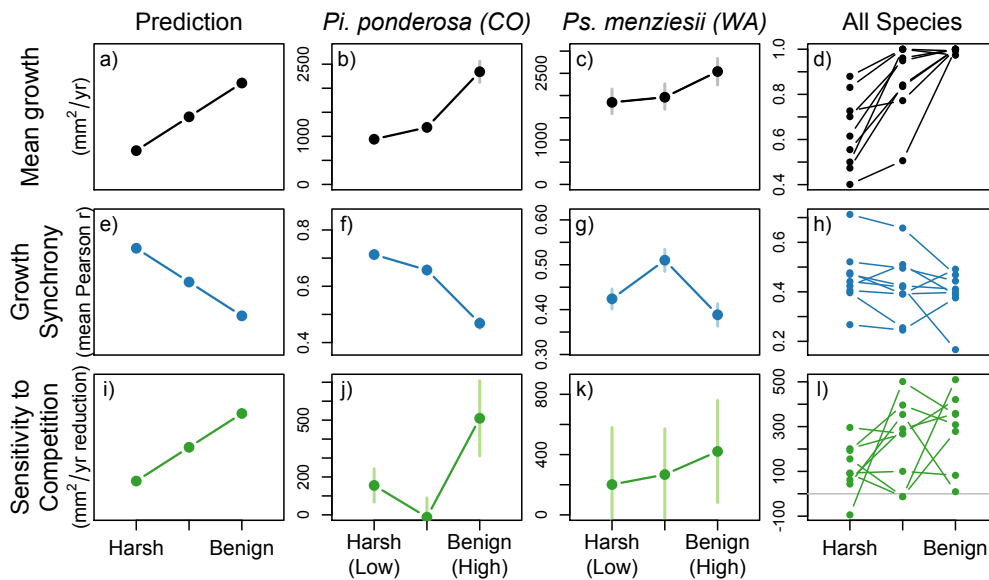 Prediction
Pi. ponderosa (CO)
Ps. menziesii (WA)
All Species
Mean growth
(mm²/yr)
a)
b)
0 1000 2500
c)
0 1000 2500
d)
0.4 0.6 0.8 1.0
Growth
Synchrony
(mean Pearson r)
e)
f)
0.4 0.6 0.8
g)
0.30 0.40 0.50 0.60
h)
0.2 0.4 0.6
Sensitivity to
Competition
(mm²/yr reduction)
i)
j)
0 200 500
k)
0 400 800
l)
-100 100 300 500
Harsh Benign
Harsh Benign
(Low) (High)
Harsh Benign
(Low) (High)
Harsh Benign